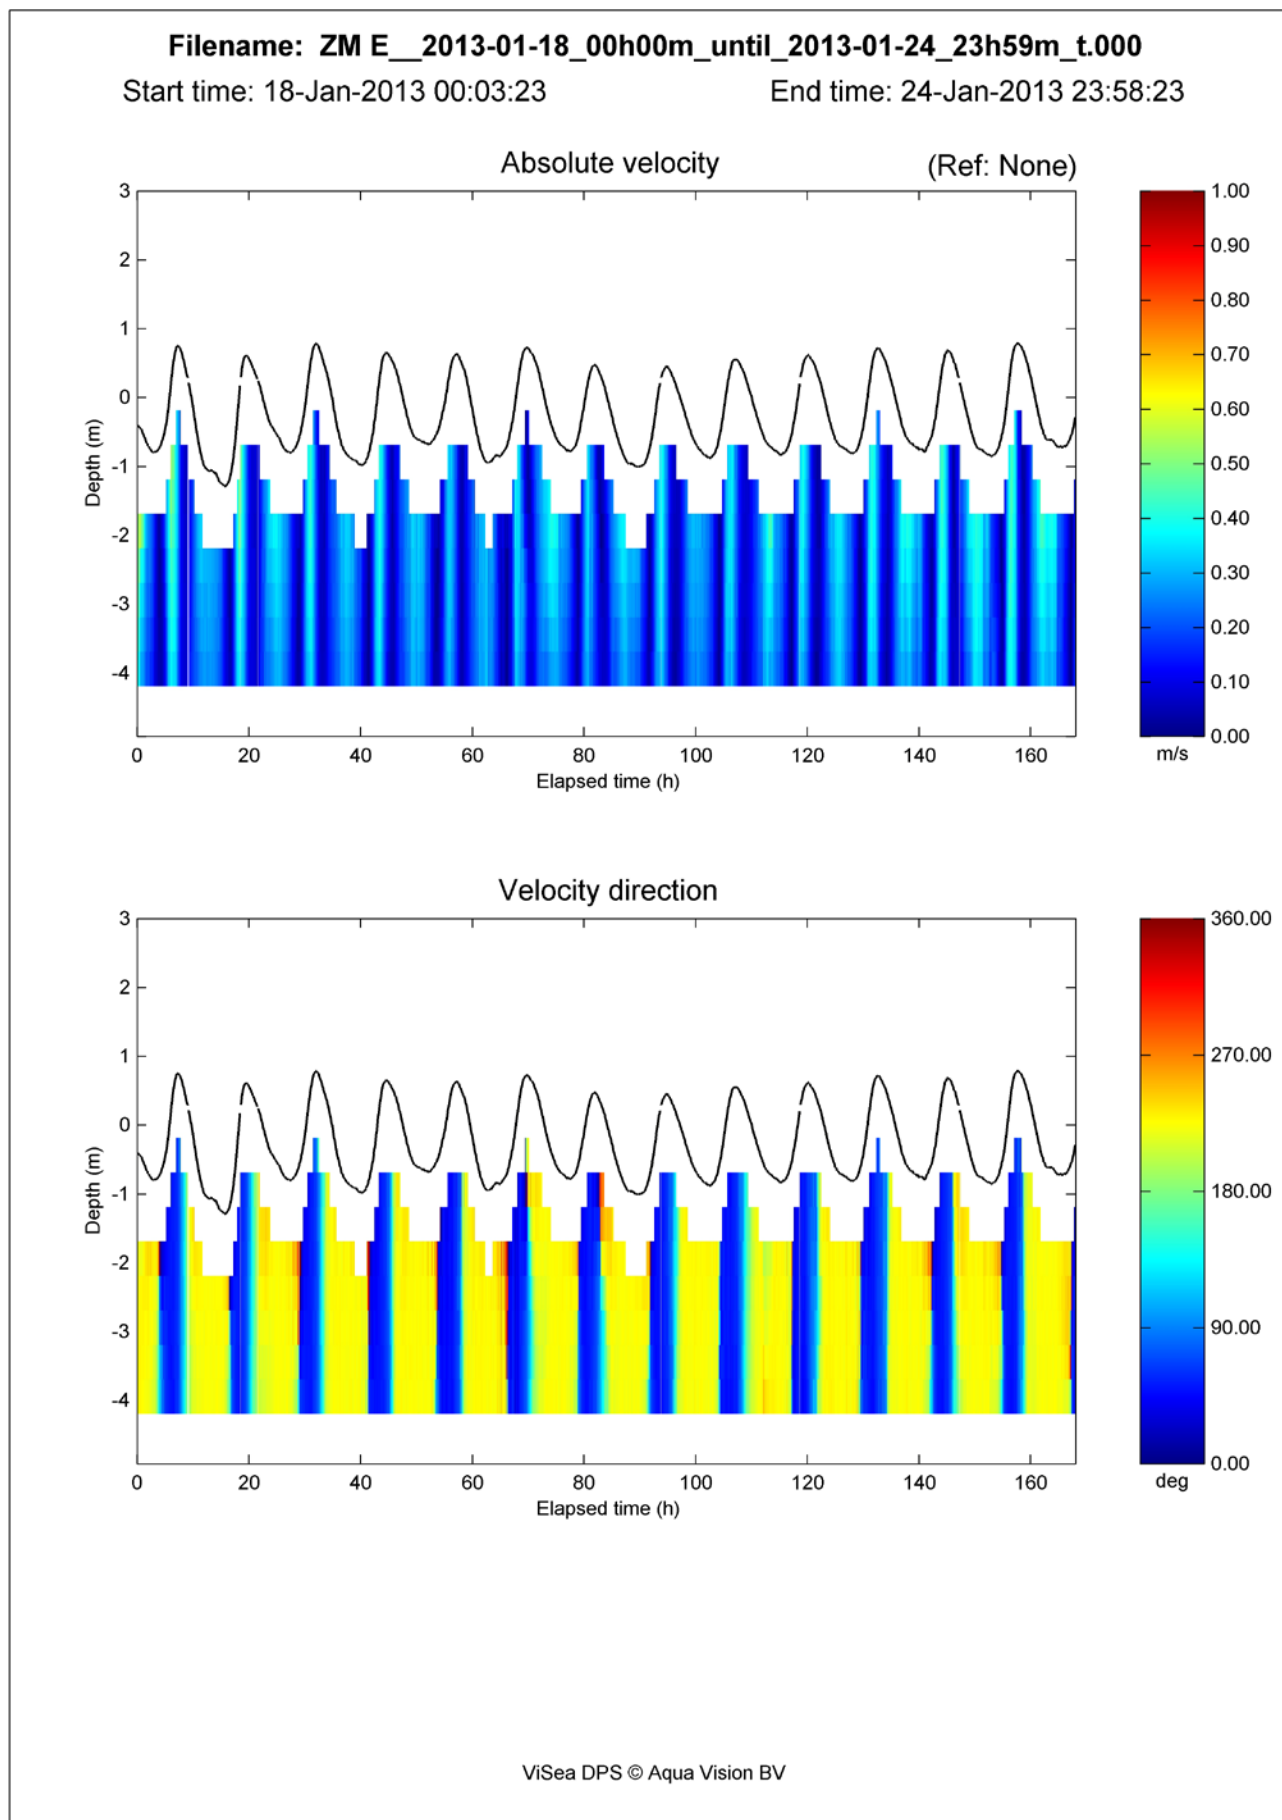 Filename: ZM E__2013-01-18_00h00m_until_2013-01-24_23h59m_t.000
Start time: 18-Jan-2013 00:03:23 End time: 24-Jan-2013 23:58:23
Absolute velocity (Ref: None)
3
2
1
0
-1
-2
-3
-4
Depth (m)
0 20 40 60 80 100 120 140 160
Elapsed time (h)
1.00
0.90
0.80
0.70
0.60
0.50
0.40
0.30
0.20
0.10
0.00
m/s
Velocity direction
3
2
1
0
-1
-2
-3
-4
Depth (m)
0 20 40 60 80 100 120 140 160
Elapsed time (h)
360.00
270.00
180.00
90.00
0.00
deg
ViSea DPS © Aqua Vision BV